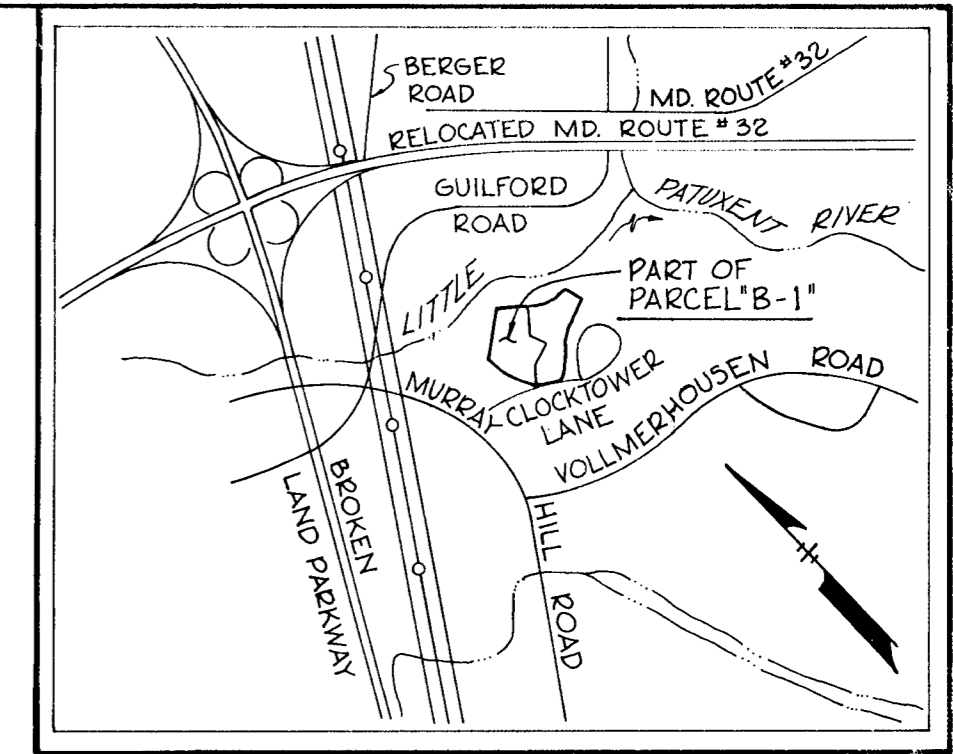 BERGER
ROAD
MD. ROUTE #32
RELOCATED MD. ROUTE #32
GUILFORD
ROAD
PATUXENT RIVER
LITTLE
PART OF
PARCEL "B-1"
MURRAY
CLOCKTOWER
LANE
VOLLMERHOUSEN ROAD
BROKEN
LAND PARKWAY
HILL
ROAD